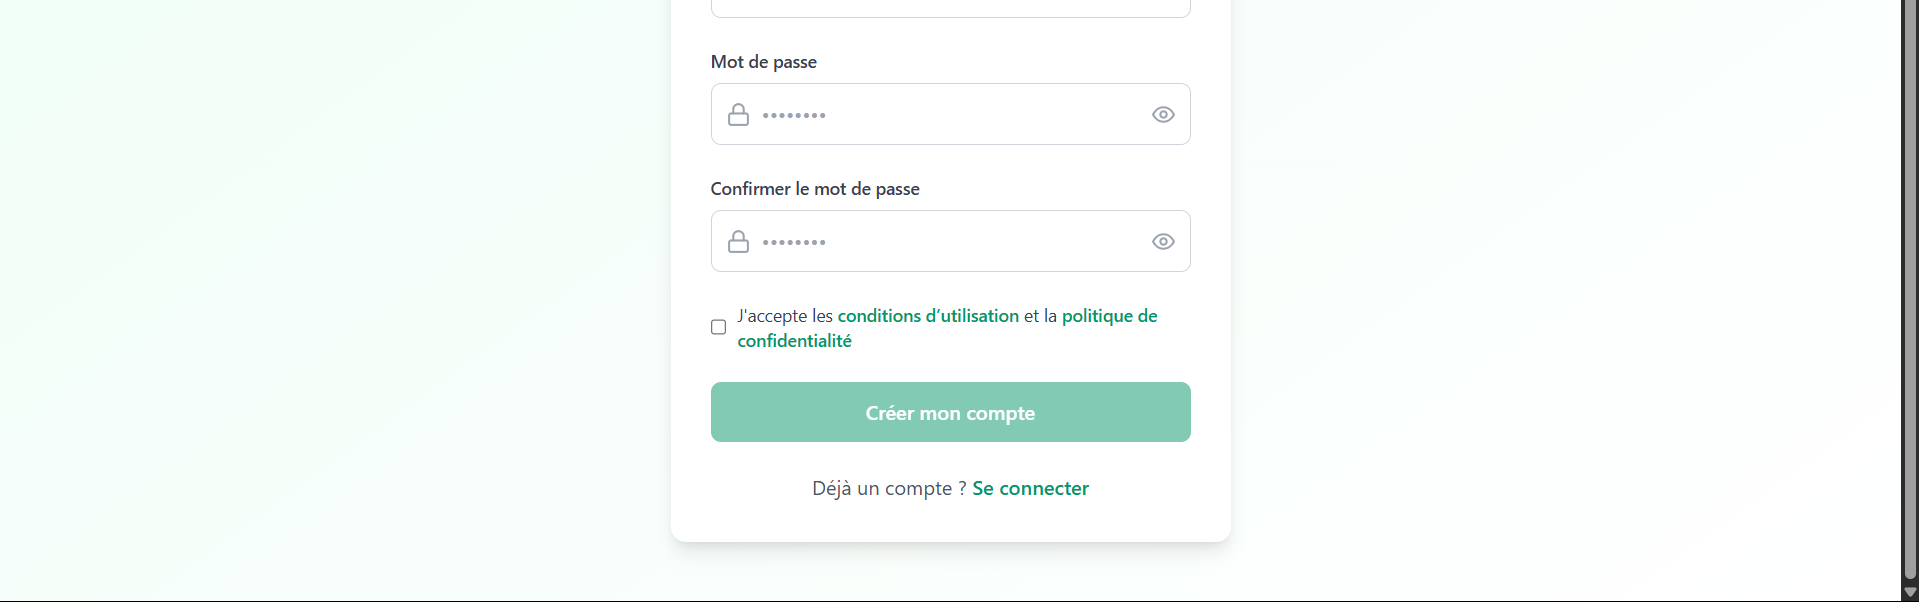 Mot de passe
••••••••
Confirmer le mot de passe
••••••••
J'accepte les conditions d’utilisation et la politique de
confidentialité
Créer mon compte
Déjà un compte ? Se connecter